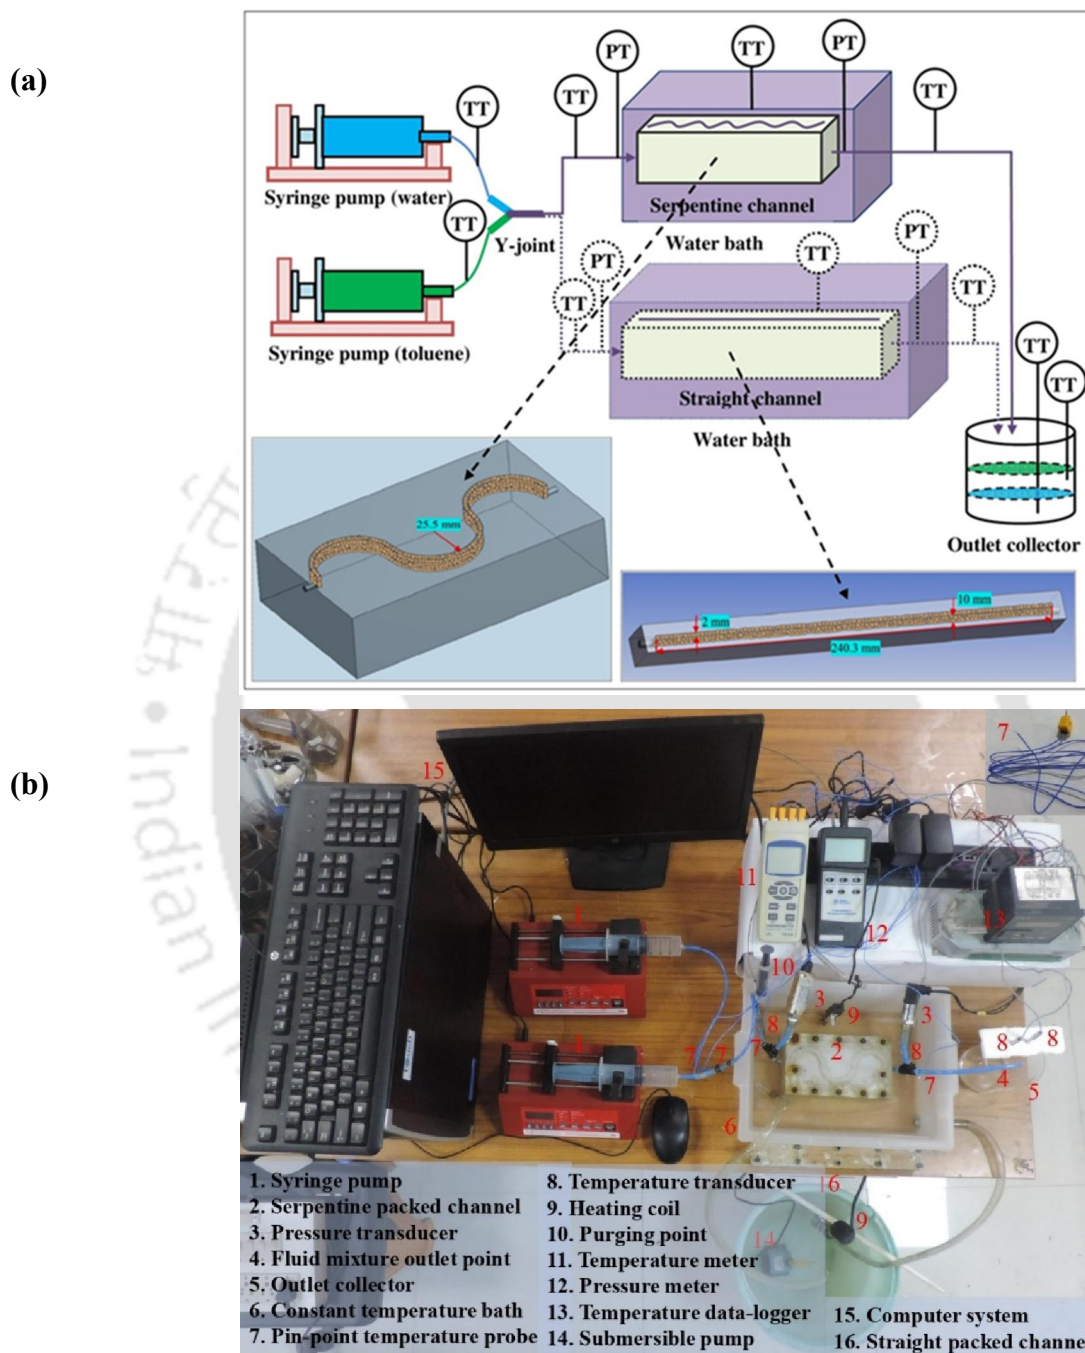 (a)
PT
TT
PT
TT
TT
TT
Syringe pump (water)
TT
Serpentine channel
Y-joint
Water bath
PT
TT
PT
TT
TT
Syringe pump (toluene)
TT
TT
Straight channel
Water bath
25.5 mm
Outlet collector
10 mm
2 mm
240.3 mm
(b)
7
15
11
1
12
13
10
3
9
3
8
7
2
8
7
8
8
4
5
1
7
7
6
16
9
14
1. Syringe pump
2. Serpentine packed channel
3. Pressure transducer
4. Fluid mixture outlet point
5. Outlet collector
6. Constant temperature bath
7. Pin-point temperature probe
8. Temperature transducer
9. Heating coil
10. Purging point
11. Temperature meter
12. Pressure meter
13. Temperature data-logger
14. Submersible pump
15. Computer system
16. Straight packed channel
Indian